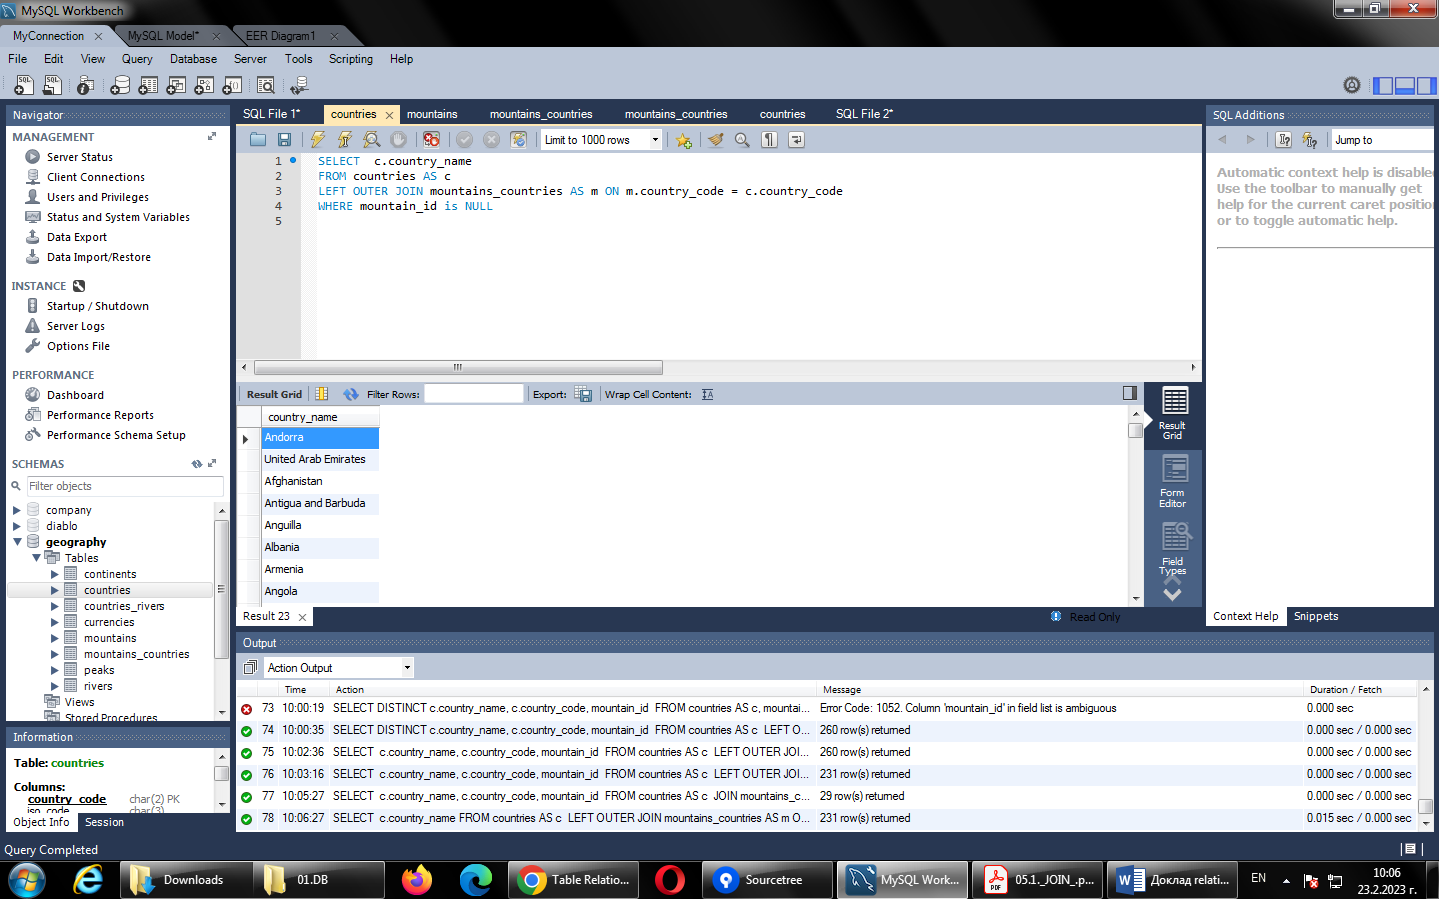 MySQL Workbench
MyConnection
MySQL Model*
EER Diagram1
File Edit View Query Database Server Tools Scripting Help
Navigator
MANAGEMENT
Server Status
Client Connections
Users and Privileges
Status and System Variables
Data Export
Data Import/Restore
INSTANCE
Startup / Shutdown
Server Logs
Options File
PERFORMANCE
Dashboard
Performance Reports
Performance Schema Setup
SCHEMAS
Filter objects
company
diablo
geography
Tables
continents
countries
countries_rivers
currencies
mountains
mountains_countries
peaks
rivers
Views
Stored Procedures
Information
Table: countries
Columns:
country_code char(2) PK
iso_code char(3)
Object Info Session
SQL File 1* countries mountains mountains_countries mountains_countries countries SQL File 2*
Limit to 1000 rows
1 SELECT  c.country_name
2 FROM countries AS c
3 LEFT OUTER JOIN mountains_countries AS m ON m.country_code = c.country_code
4 WHERE mountain_id is NULL
5
Result Grid Filter Rows: Export: Wrap Cell Content:
country_name
Andorra
United Arab Emirates
Afghanistan
Antigua and Barbuda
Anguilla
Albania
Armenia
Angola
Result Grid
Form Editor
Field Types
Result 23
Read Only
SQL Additions
Jump to
Automatic context help is disabled
Use the toolbar to manually get
help for the current caret position
or to toggle automatic help.
Context Help Snippets
Output
Action Output
Time Action Message Duration / Fetch
73 10:00:19 SELECT DISTINCT c.country_name, c.country_code, mountain_id  FROM countries AS c, mountai... Error Code: 1052. Column 'mountain_id' in field list is ambiguous 0.000 sec
74 10:00:35 SELECT DISTINCT c.country_name, c.country_code, mountain_id  FROM countries AS c  LEFT O... 260 row(s) returned 0.000 sec / 0.000 sec
75 10:02:36 SELECT  c.country_name, c.country_code, mountain_id  FROM countries AS c  LEFT OUTER JOI... 260 row(s) returned 0.000 sec / 0.000 sec
76 10:03:16 SELECT  c.country_name, c.country_code, mountain_id  FROM countries AS c  LEFT OUTER JOI... 231 row(s) returned 0.000 sec / 0.000 sec
77 10:05:27 SELECT  c.country_name, c.country_code, mountain_id  FROM countries AS c  JOIN mountains_c... 29 row(s) returned 0.000 sec / 0.000 sec
78 10:06:27 SELECT  c.country_name FROM countries AS c  LEFT OUTER JOIN mountains_countries AS m O... 231 row(s) returned 0.015 sec / 0.000 sec
Query Completed
Downloads
01.DB
Table Relatio...
Sourcetree
MySQL Work...
05.1._JOIN_.p...
Доклад relati...
EN
10:06
23.2.2023 г.